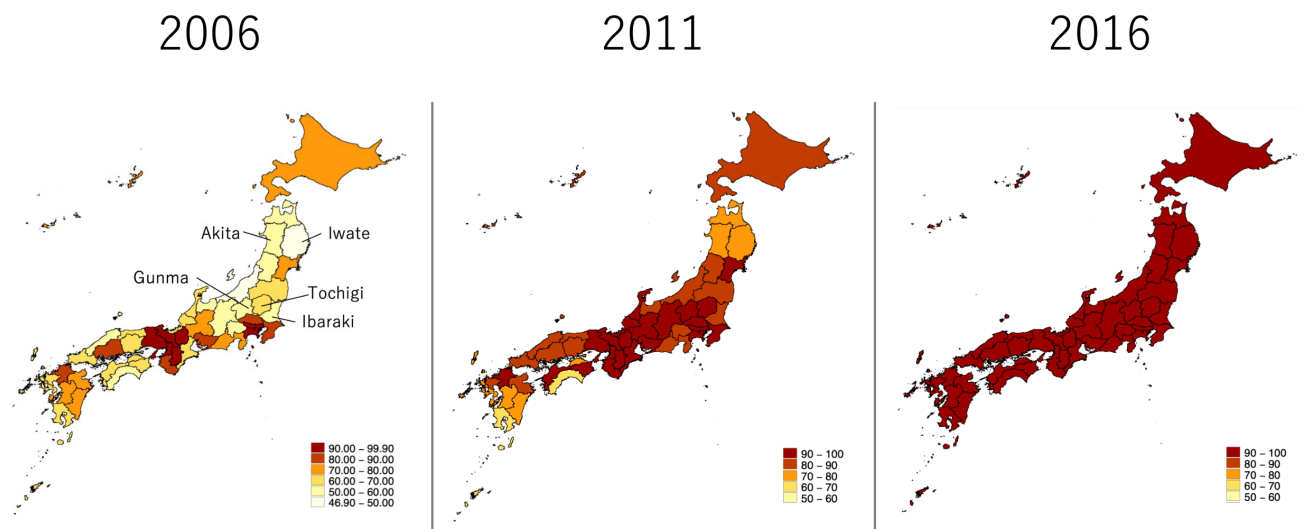 2006
2011
2016
Akita
Iwate
Gunma
Tochigi
Ibaraki
90.00 – 99.90
80.00 – 90.00
70.00 – 80.00
60.00 – 70.00
50.00 – 60.00
46.90 – 50.00
90 – 100
80 – 90
70 – 80
60 – 70
50 – 60
90 – 100
80 – 90
70 – 80
60 – 70
50 – 60